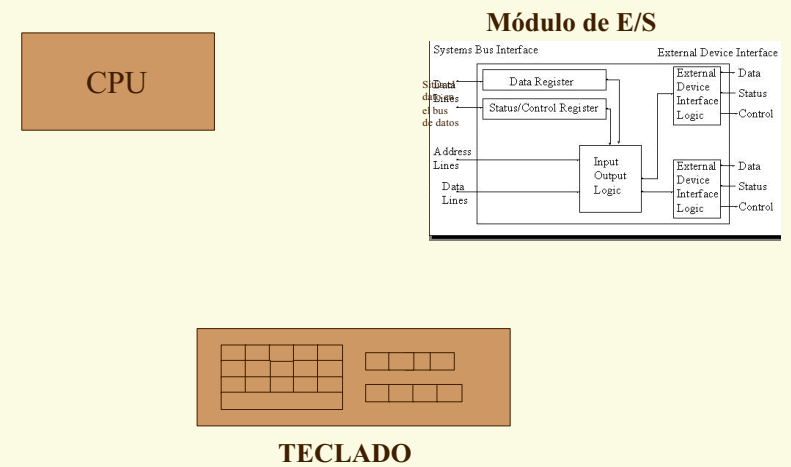 Módulo de E/S
CPU
Systems Bus Interface
External Device Interface
Data
Lines
Data Register
Status/Control Register
el bus
de datos
Address
Lines
Data
Lines
Input
Output
Logic
External
Device
Interface
Logic
Data
Status
Control
External
Device
Interface
Logic
Data
Status
Control
TECLADO